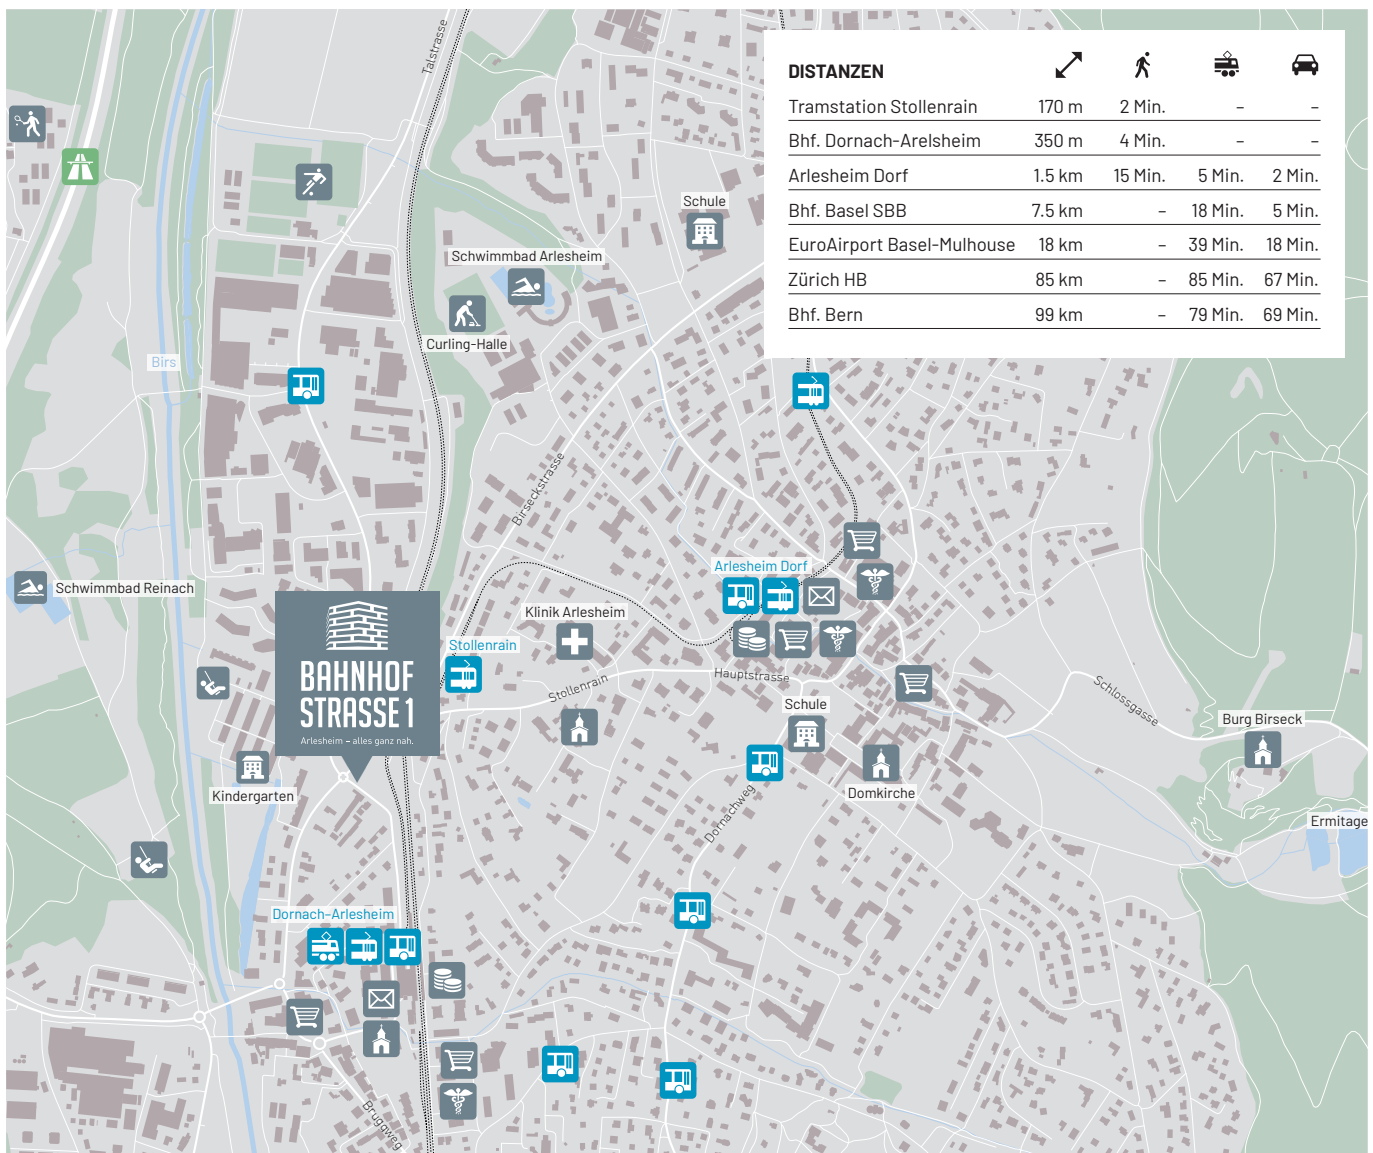 Talstrasse
DISTANZEN
Tramstation Stollenrain 170 m 2 Min. – –
Bhf. Dornach-Arelsheim 350 m 4 Min. – –
Arlesheim Dorf 1.5 km 15 Min. 5 Min. 2 Min.
Bhf. Basel SBB 7.5 km – 18 Min. 5 Min.
EuroAirport Basel-Mulhouse 18 km – 39 Min. 18 Min.
Zürich HB 85 km – 85 Min. 67 Min.
Bhf. Bern 99 km – 79 Min. 69 Min.
Schule
Schwimmbad Arlesheim
Curling-Halle
Birs
Birseckstrasse
Arlesheim Dorf
Schwimmbad Reinach
Klinik Arlesheim
Stollenrain
BAHNHOF
STRASSE 1
Arlesheim – alles ganz nah.
Stollenrain
Hauptstrasse
Schlossgasse
Schule
Burg Birseck
Kindergarten
Domkirche
Dornachweg
Ermitage
Dornach-Arlesheim
Bruggweg